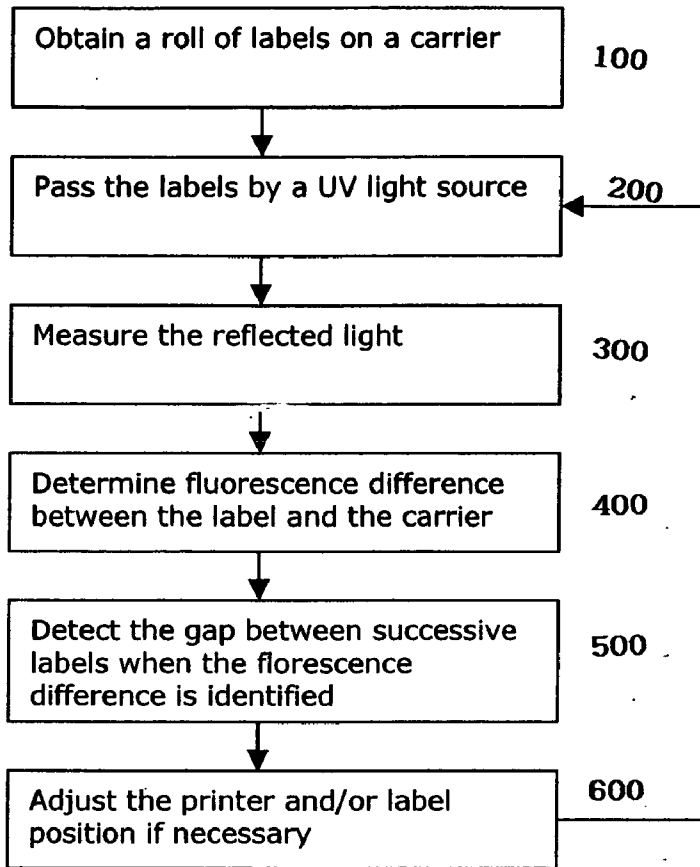 Obtain a roll of labels on a carrier
100
Pass the labels by a UV light source
200
Measure the reflected light
300
Determine fluorescence difference
between the label and the carrier
400
Detect the gap between successive
labels when the florescence
difference is identified
500
Adjust the printer and/or label
position if necessary
600